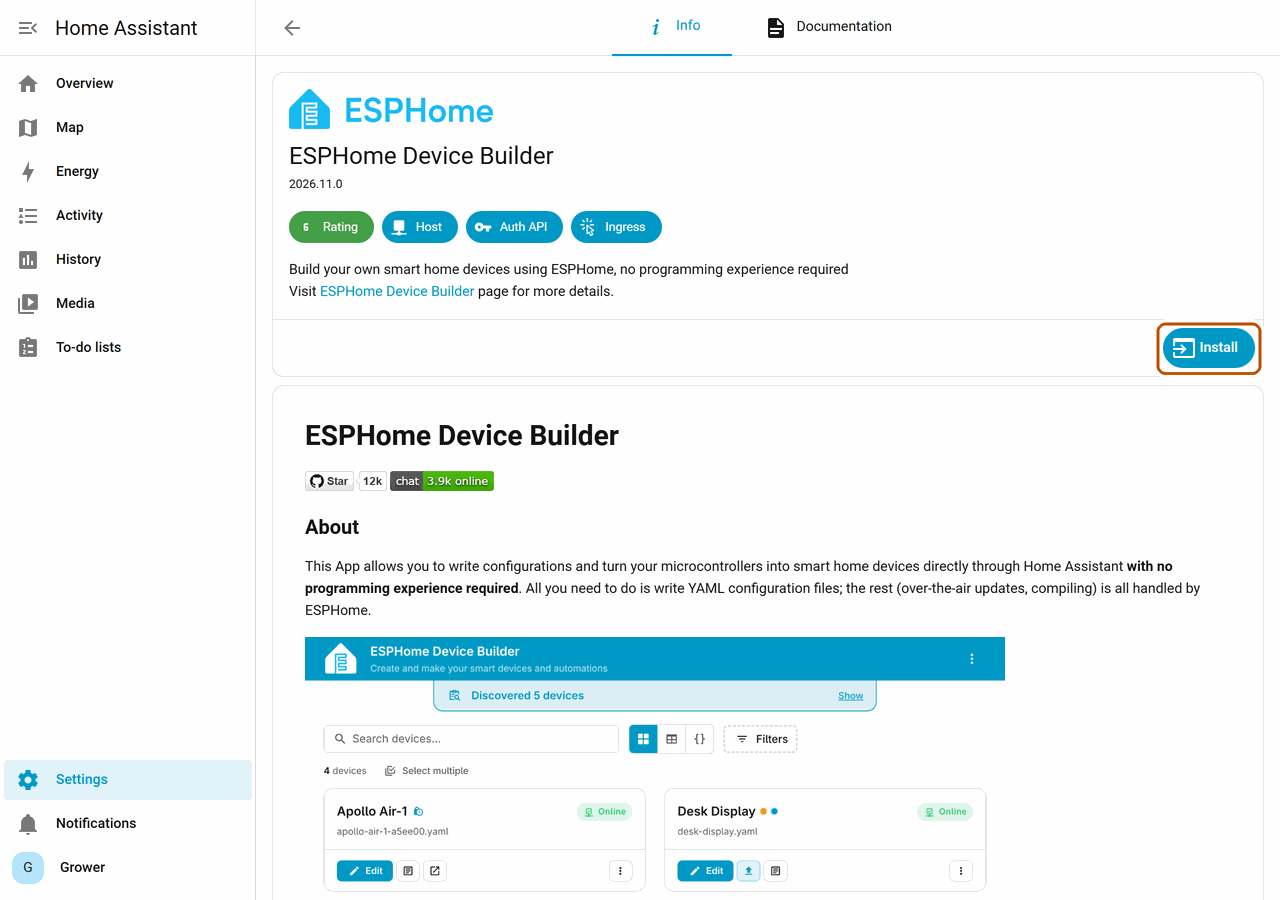 Home Assistant
Info
Documentation
Overview
Map
Energy
Activity
History
Media
To-do lists
Settings
Notifications
G
Grower
ESPHome
ESPHome Device Builder
2026.11.0
6 Rating
Host
Auth API
Ingress
Build your own smart home devices using ESPHome, no programming experience required
Visit ESPHome Device Builder page for more details.
Install
ESPHome Device Builder
Star
12k
chat 3.9k online
About
This App allows you to write configurations and turn your microcontrollers into smart home devices directly through Home Assistant with no
programming experience required. All you need to do is write YAML configuration files; the rest (over-the-air updates, compiling) is all handled by
ESPHome.
ESPHome Device Builder
Create and make your smart devices and automations
Discovered 5 devices
Show
Search devices...
{}
Filters
4 devices
Select multiple
Apollo Air-1
Online
apollo-air-1-a5ee00.yaml
Edit
Desk Display
Online
desk-display.yaml
Edit